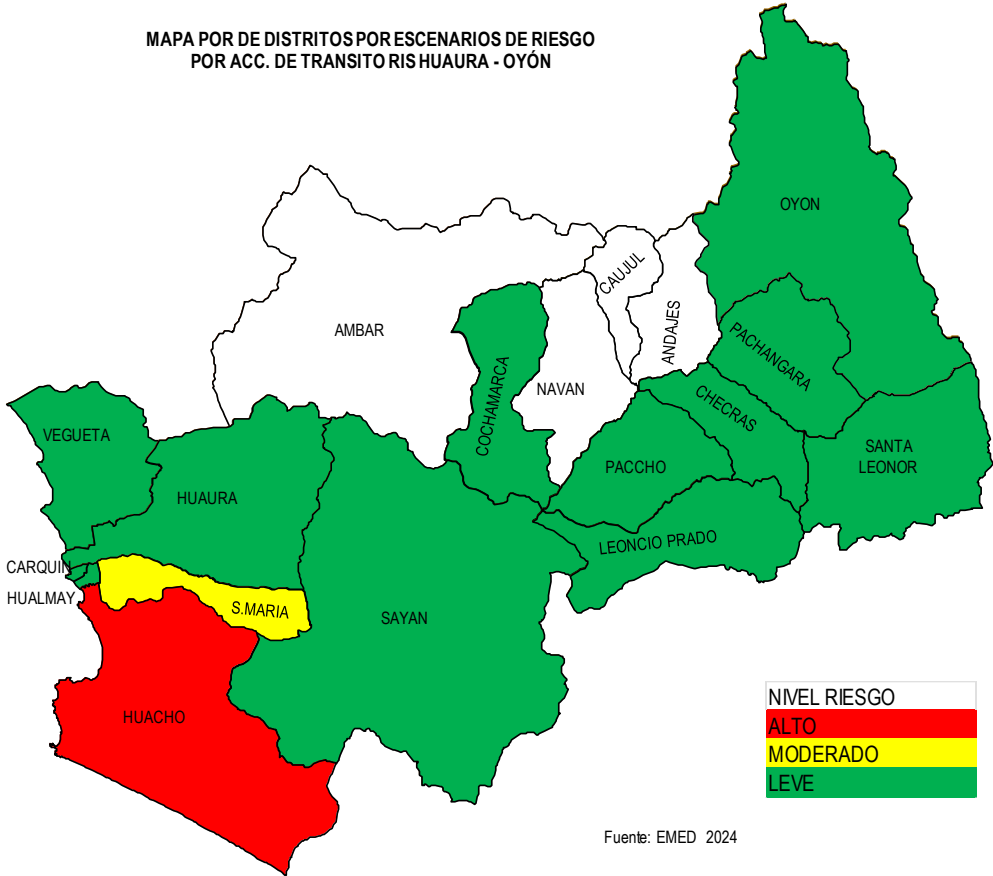 MAPA POR DE DISTRITOS POR ESCENARIOS DE RIESGO
POR ACC. DE TRANSITO RIS HUAURA - OYÓN
OYON
CAUJUL
ANDAJES
AMBAR
PACHANGARA
NAVAN
COCHAMARCA
CHECRAS
VEGUETA
SANTA
LEONOR
PACCHO
HUAURA
LEONCIO PRADO
CARQUIN
HUALMAY
S.MARIA
SAYAN
HUACHO
NIVEL RIESGO
ALTO
MODERADO
LEVE
Fuente: EMED 2024